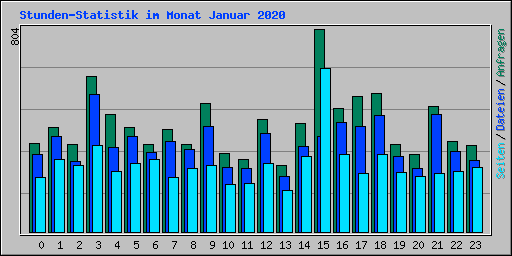 Stunden-Statistik im Monat Januar 2020
804
Seiten / Dateien / Anfragen
0 1 2 3 4 5 6 7 8 9 10 11 12 13 14 15 16 17 18 19 20 21 22 23